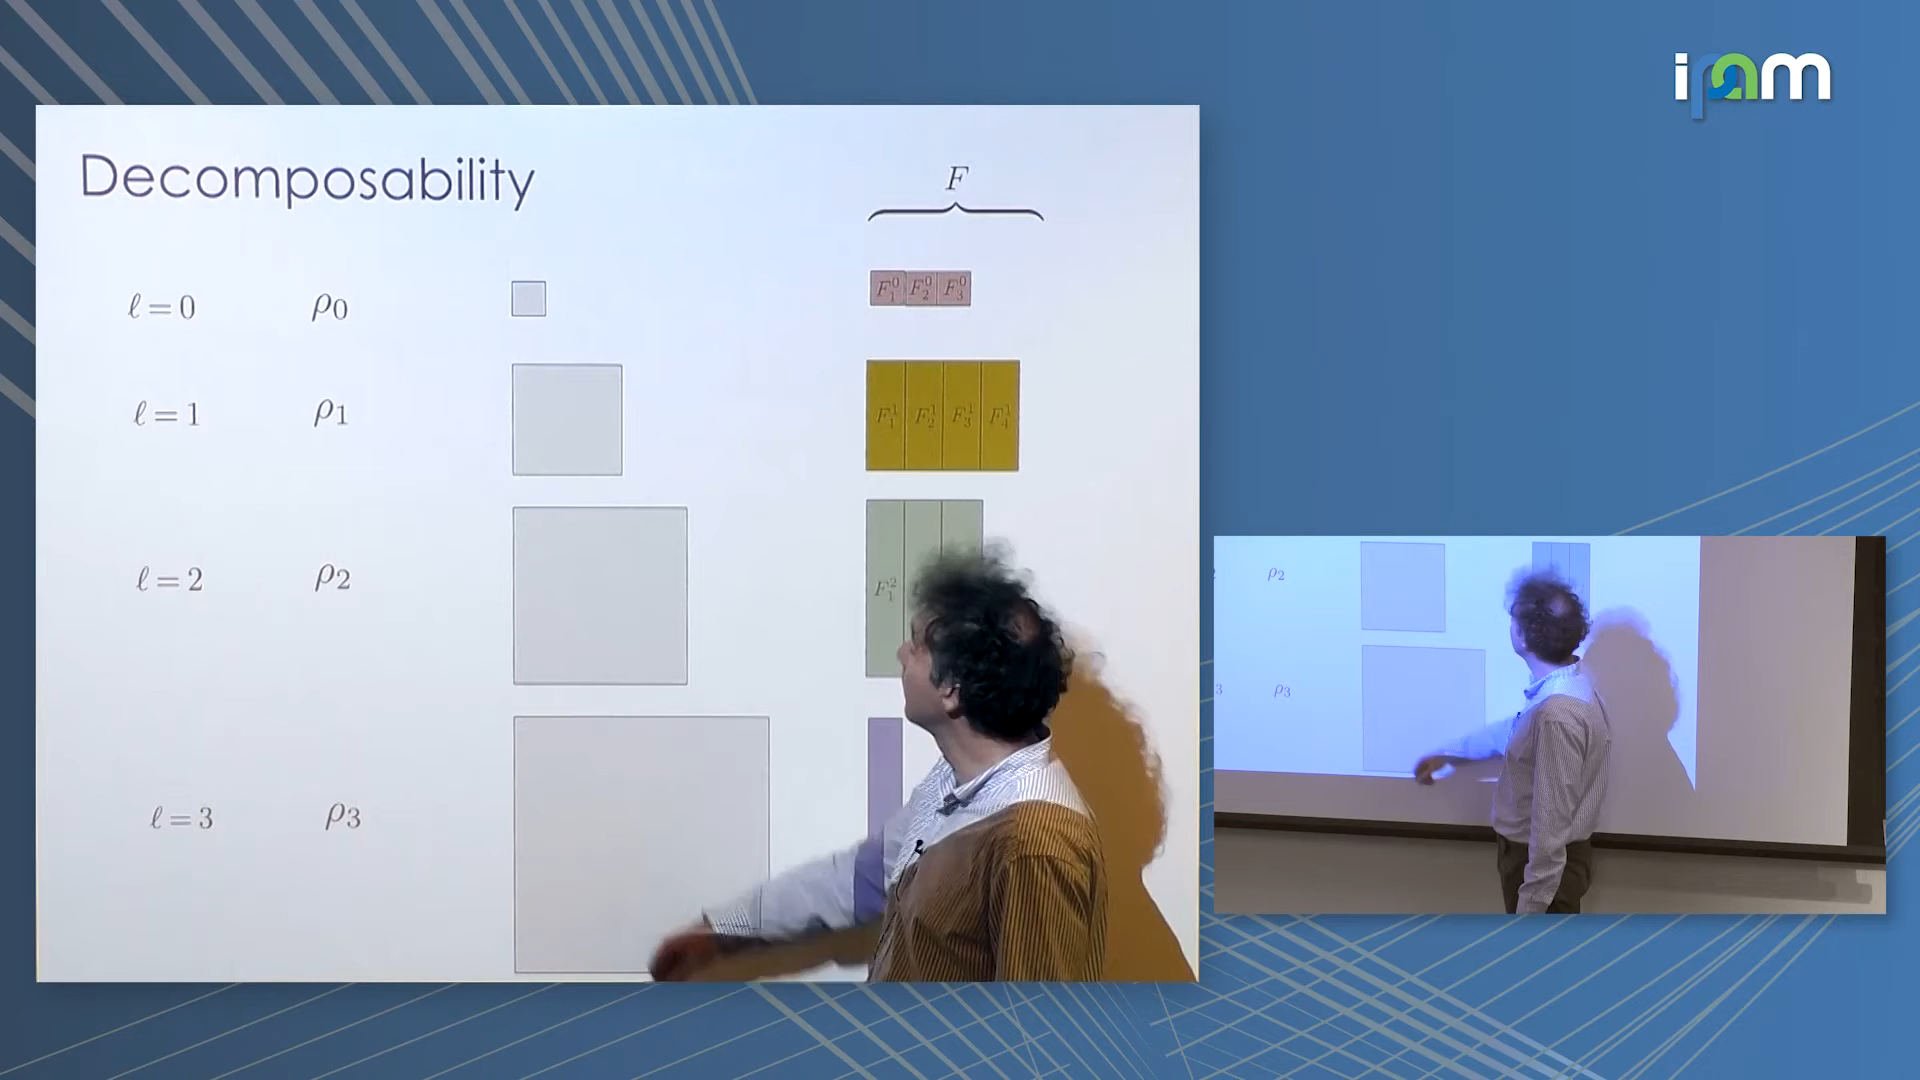 ipam
Decomposability
F
ℓ = 0 ρ₀ F₁⁰ F₂⁰ F₃⁰
ℓ = 1 ρ₁ F₁¹ F₂¹ F₃¹ F₄¹
ℓ = 2 ρ₂ F₁²
ℓ = 3 ρ₃
ρ₂
3 ρ₃